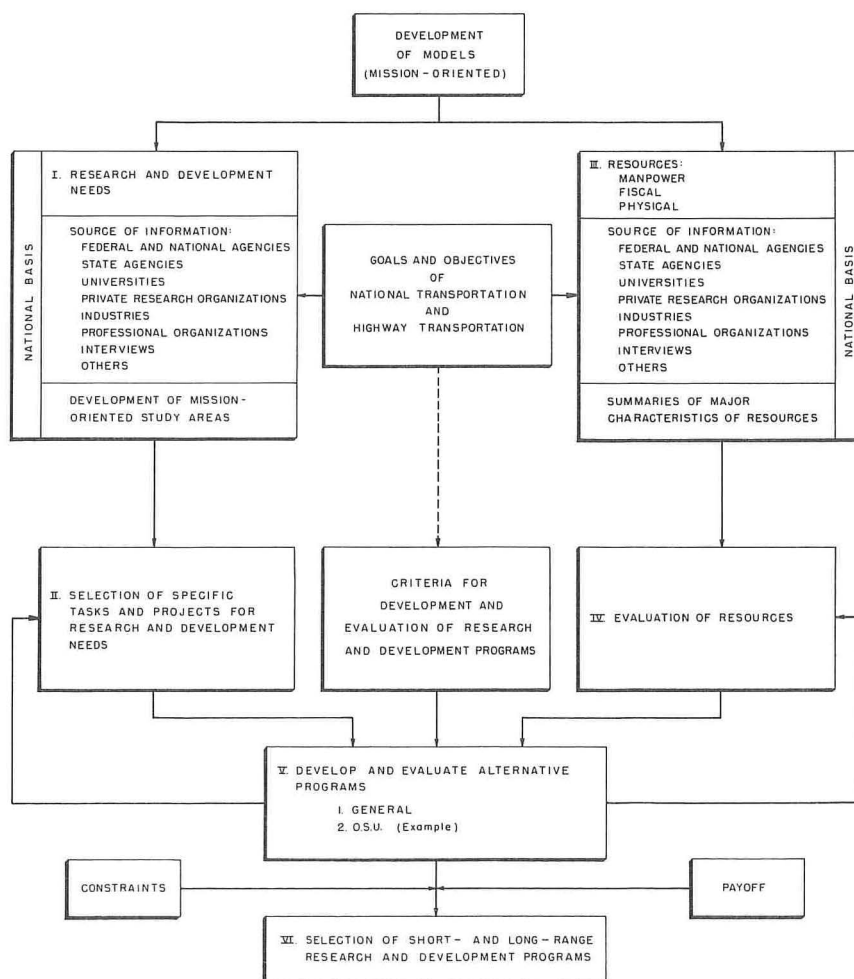 DEVELOPMENT
OF MODELS
(MISSION-ORIENTED)
NATIONAL BASIS
I. RESEARCH AND DEVELOPMENT
NEEDS
SOURCE OF INFORMATION:
FEDERAL AND NATIONAL AGENCIES
STATE AGENCIES
UNIVERSITIES
PRIVATE RESEARCH ORGANIZATIONS
INDUSTRIES
PROFESSIONAL ORGANIZATIONS
INTERVIEWS
OTHERS
DEVELOPMENT OF MISSION-
ORIENTED STUDY AREAS
GOALS AND OBJECTIVES
OF
NATIONAL TRANSPORTATION
AND
HIGHWAY TRANSPORTATION
III. RESOURCES:
MANPOWER
FISCAL
PHYSICAL
SOURCE OF INFORMATION:
FEDERAL AND NATIONAL AGENCIES
STATE AGENCIES
UNIVERSITIES
PRIVATE RESEARCH ORGANIZATIONS
INDUSTRIES
PROFESSIONAL ORGANIZATIONS
INTERVIEWS
OTHERS
SUMMARIES OF MAJOR
CHARACTERISTICS OF RESOURCES
NATIONAL BASIS
II. SELECTION OF SPECIFIC
TASKS AND PROJECTS FOR
RESEARCH AND DEVELOPMENT
NEEDS
CRITERIA FOR
DEVELOPMENT AND
EVALUATION OF RESEARCH
AND DEVELOPMENT PROGRAMS
IV. EVALUATION OF RESOURCES
V. DEVELOP AND EVALUATE ALTERNATIVE
PROGRAMS
1. GENERAL
2. O.S.U. (Example)
CONSTRAINTS
PAYOFF
VI. SELECTION OF SHORT- AND LONG-RANGE
RESEARCH AND DEVELOPMENT PROGRAMS